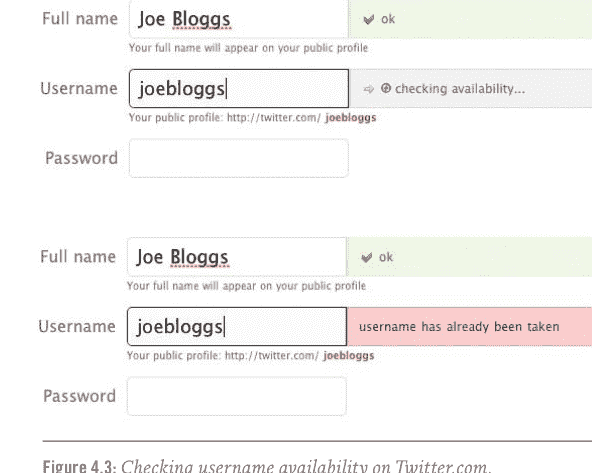 Full name Joe Bloggs ok
Your full name will appear on your public profile
Username joebloggs checking availability...
Your public profile: http://twitter.com/ joebloggs
Password
Full name Joe Bloggs ok
Your full name will appear on your public profile
Username joebloggs username has already been taken
Your public profile: http://twitter.com/ joebloggs
Password
Figure 4.3: Checking username availability on Twitter.com.